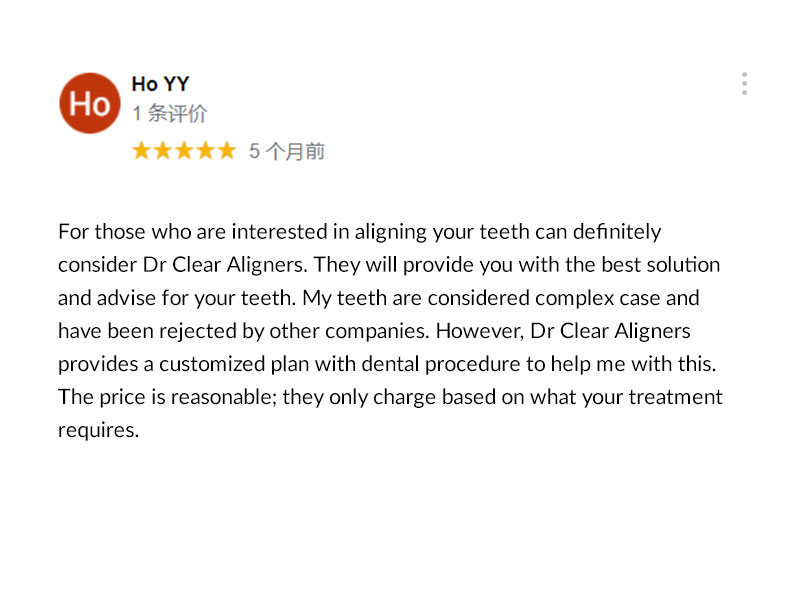 Ho
Ho YY
1 条评价
5 个月前
For those who are interested in aligning your teeth can definitely
consider Dr Clear Aligners. They will provide you with the best solution
and advise for your teeth. My teeth are considered complex case and
have been rejected by other companies. However, Dr Clear Aligners
provides a customized plan with dental procedure to help me with this.
The price is reasonable; they only charge based on what your treatment
requires.